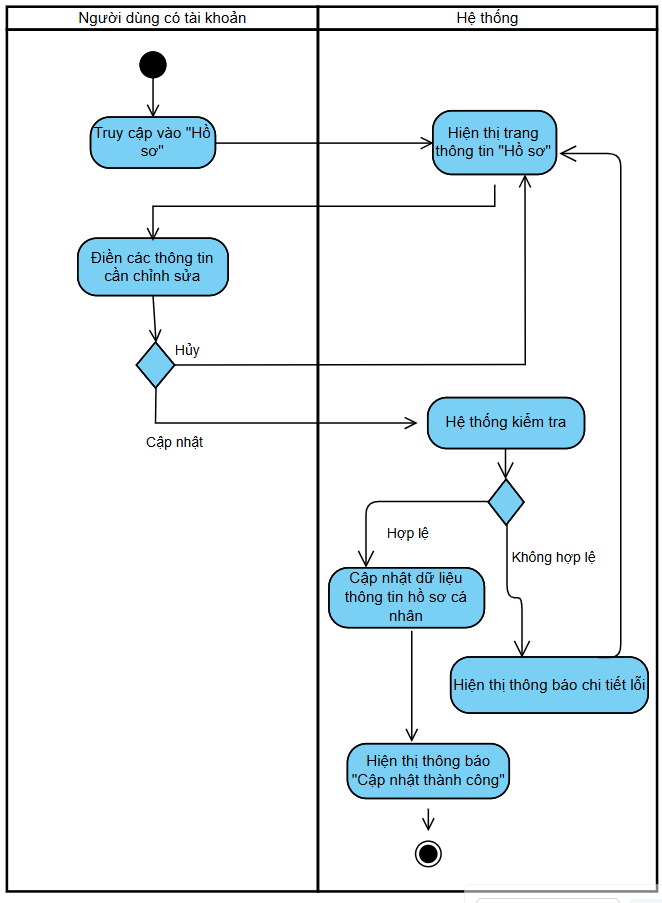 Người dùng có tài khoản
Hệ thống
Truy cập vào "Hồ
sơ"
Hiện thị trang
thông tin "Hồ sơ"
Điền các thông tin
cần chỉnh sửa
Hủy
Cập nhật
Hệ thống kiểm tra
Hợp lệ
Không hợp lệ
Cập nhật dữ liệu
thông tin hồ sơ cá
nhân
Hiện thị thông báo chi tiết lỗi
Hiện thị thông báo
"Cập nhật thành công"